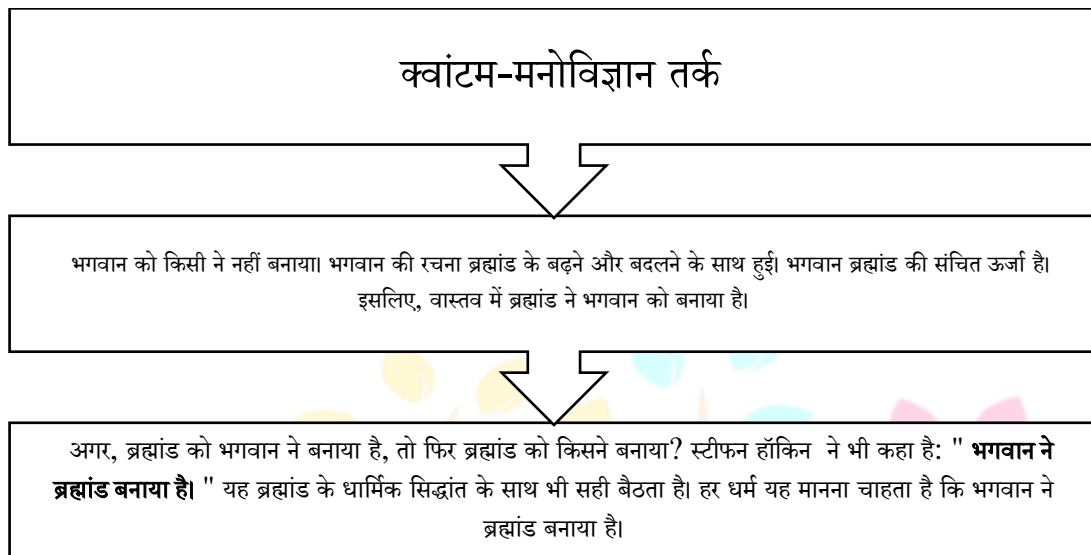 क्वांटम-मनोविज्ञान तर्क
भगवान को किसी ने नहीं बनाया। भगवान की रचना ब्रह्मांड के बढ़ने और बदलने के साथ हुई। भगवान ब्रह्मांड की संचित ऊर्जा है।
इसलिए, वास्तव में ब्रह्मांड ने भगवान को बनाया है।
अगर, ब्रह्मांड को भगवान ने बनाया है, तो फिर ब्रह्मांड को किसने बनाया? स्टीफन हॉकिन ने भी कहा है: " भगवान ने
ब्रह्मांड बनाया है। " यह ब्रह्मांड के धार्मिक सिद्धांत के साथ भी सही बैठता है। हर धर्म यह मानना चाहता है कि भगवान ने
ब्रह्मांड बनाया है।